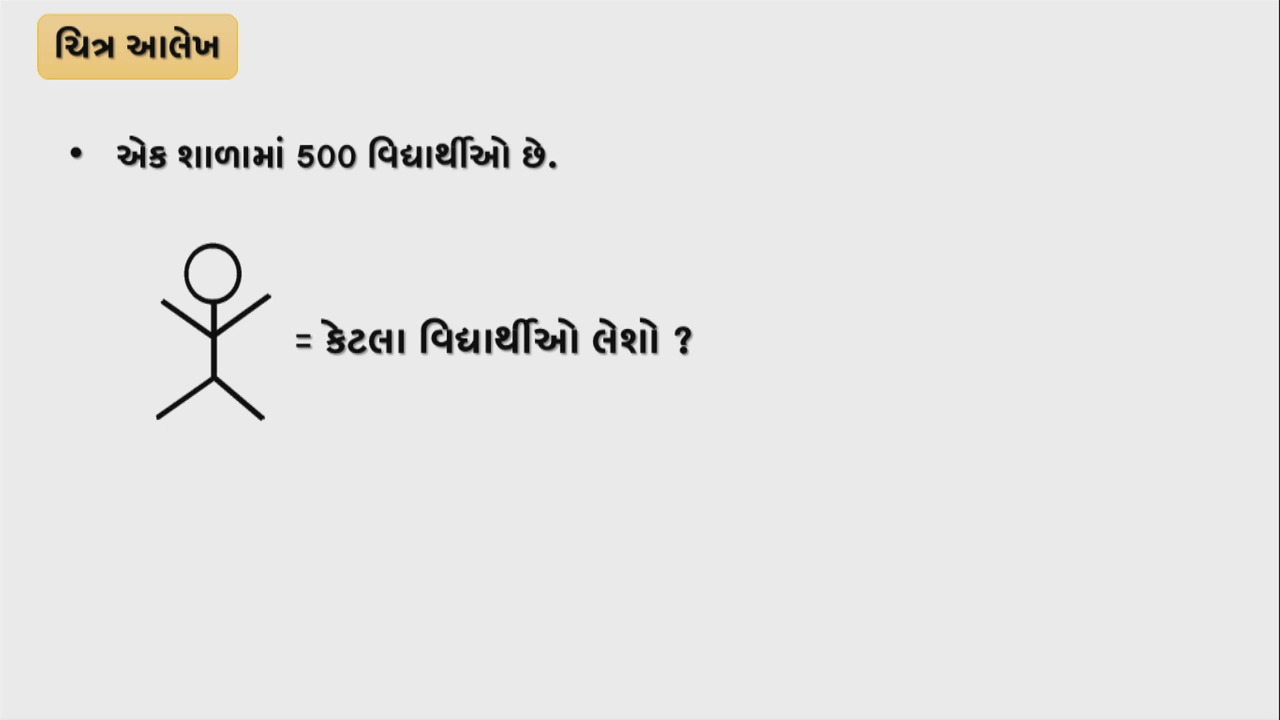 ચિત્ર આલેખ
• એક શાળામાં 500 વિદ્યાર્થીઓ છે.
= કેટલા વિદ્યાર્થીઓ લેશો ?